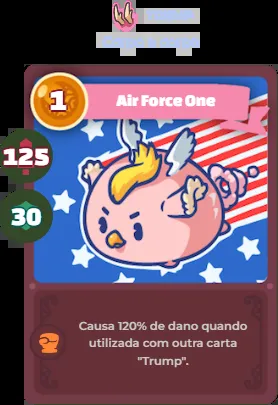 1
Air Force One
125
30
Causa 120% de dano quando
utilizada com outra carta
"Trump".